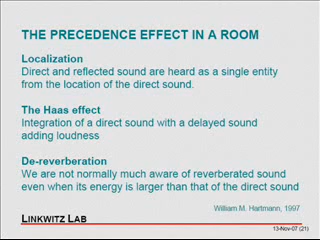 THE PRECEDENCE EFFECT IN A ROOM
Localization
Direct and reflected sound are heard as a single entity
from the location of the direct sound.
The Haas effect
Integration of a direct sound with a delayed sound
adding loudness
De-reverberation
We are not normally much aware of reverberated sound
even when its energy is larger than that of the direct sound
William M. Hartmann, 1997
LINKWITZ LAB
13-Nov-07 (21)